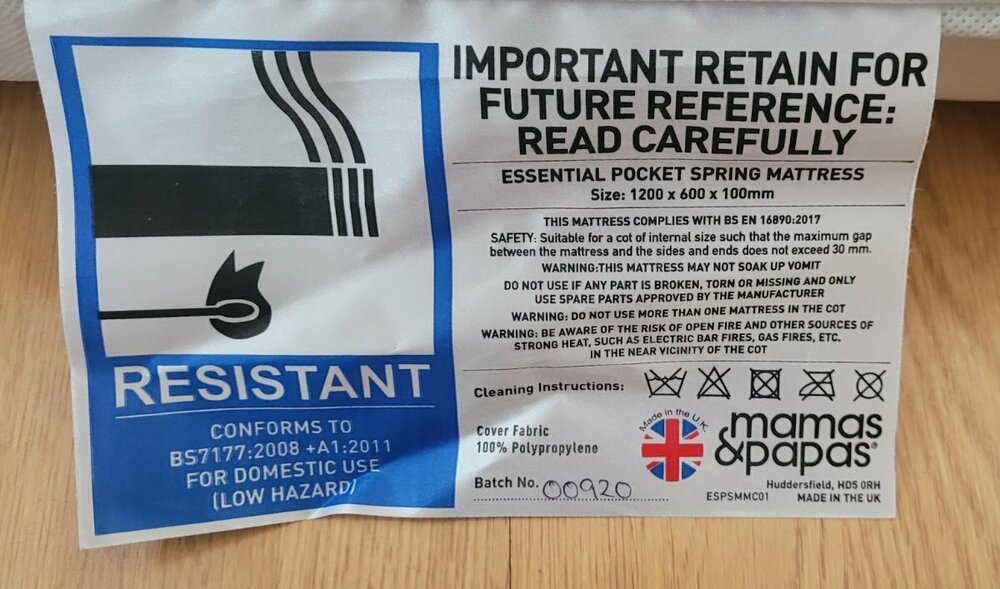 RESISTANT
CONFORMS TO
BS7177:2008 +A1:2011
FOR DOMESTIC USE
(LOW HAZARD)
IMPORTANT RETAIN FOR
FUTURE REFERENCE:
READ CAREFULLY
ESSENTIAL POCKET SPRING MATTRESS
Size: 1200 x 600 x 100mm
THIS MATTRESS COMPLIES WITH BS EN 16890:2017
SAFETY: Suitable for a cot of internal size such that the maximum gap
between the mattress and the sides and ends does not exceed 30 mm.
WARNING:THIS MATTRESS MAY NOT SOAK UP VOMIT
DO NOT USE IF ANY PART IS BROKEN, TORN OR MISSING AND ONLY
USE SPARE PARTS APPROVED BY THE MANUFACTURER
WARNING: DO NOT USE MORE THAN ONE MATTRESS IN THE COT
WARNING: BE AWARE OF THE RISK OF OPEN FIRE AND OTHER SOURCES OF
STRONG HEAT, SUCH AS ELECTRIC BAR FIRES, GAS FIRES, ETC.
IN THE NEAR VICINITY OF THE COT
Cleaning Instructions:
Cover Fabric
100% Polypropylene
Batch No. 00920
Made in the U.K.
mamas
&papas®
Huddersfield, HD5 0RH
ESPSMMC01 MADE IN THE UK